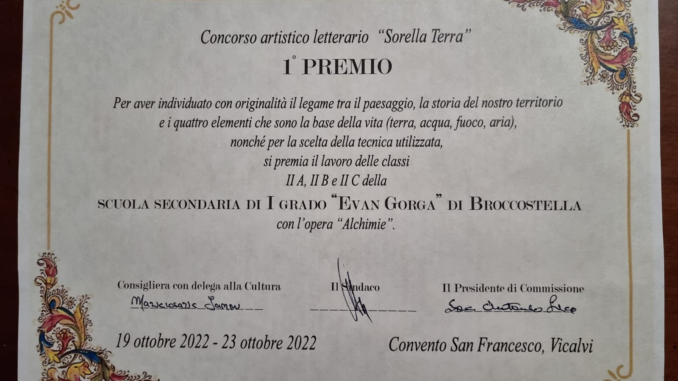 Concorso artistico letterario "Sorella Terra"
1° PREMIO
Per aver individuato con originalità il legame tra il paesaggio, la storia del nostro territorio
e i quattro elementi che sono la base della vita (terra, acqua, fuoco, aria),
nonché per la scelta della tecnica utilizzata,
si premia il lavoro delle classi
II A, II B e II C della
SCUOLA SECONDARIA DI I GRADO "EVAN GORGA" DI BROCCOSTELLA
con l'opera "Alchimie".
Consigliera con delega alla Cultura Il Sindaco Il Presidente di Commissione
19 ottobre 2022 - 23 ottobre 2022 Convento San Francesco, Vicalvi